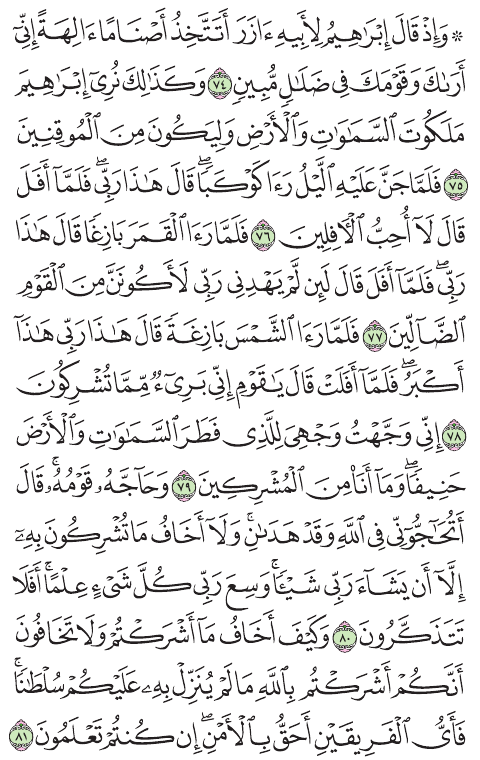 ۞ وَإِذْ قَالَ إِبْرَٰهِيمُ لِأَبِيهِ ءَازَرَ أَتَتَّخِذُ أَصْنَامًا ءَالِهَةً إِنِّىٓ
أَرَىٰكَ وَقَوْمَكَ فِى ضَلَٰلٍ مُّبِينٍ ٧٤ وَكَذَٰلِكَ نُرِىٓ إِبْرَٰهِيمَ
مَلَكُوتَ ٱلسَّمَٰوَٰتِ وَٱلْأَرْضِ وَلِيَكُونَ مِنَ ٱلْمُوقِنِينَ
٧٥ فَلَمَّا جَنَّ عَلَيْهِ ٱلَّيْلُ رَءَا كَوْكَبًا ۖ قَالَ هَٰذَا رَبِّى ۖ فَلَمَّآ أَفَلَ
قَالَ لَآ أُحِبُّ ٱلْءَافِلِينَ ٧٦ فَلَمَّا رَءَا ٱلْقَمَرَ بَازِغًا قَالَ هَٰذَا
رَبِّى ۖ فَلَمَّآ أَفَلَ قَالَ لَئِن لَّمْ يَهْدِنِى رَبِّى لَأَكُونَنَّ مِنَ ٱلْقَوْمِ
ٱلضَّآلِّينَ ٧٧ فَلَمَّا رَءَا ٱلشَّمْسَ بَازِغَةً قَالَ هَٰذَا رَبِّى هَٰذَآ
أَكْبَرُ ۖ فَلَمَّآ أَفَلَتْ قَالَ يَٰقَوْمِ إِنِّى بَرِىٓءٌ مِّمَّا تُشْرِكُونَ
٧٨ إِنِّى وَجَّهْتُ وَجْهِىَ لِلَّذِى فَطَرَ ٱلسَّمَٰوَٰتِ وَٱلْأَرْضَ
حَنِيفًا ۖ وَمَآ أَنَا۠ مِنَ ٱلْمُشْرِكِينَ ٧٩ وَحَآجَّهُۥ قَوْمُهُۥ ۚ قَالَ
أَتُحَٰٓجُّوٓنِّى فِى ٱللَّهِ وَقَدْ هَدَىٰنِ ۚ وَلَآ أَخَافُ مَا تُشْرِكُونَ بِهِۦٓ
إِلَّآ أَن يَشَآءَ رَبِّى شَيْـًٔا ۗ وَسِعَ رَبِّى كُلَّ شَىْءٍ عِلْمًا ۗ أَفَلَا
تَتَذَكَّرُونَ ٨٠ وَكَيْفَ أَخَافُ مَآ أَشْرَكْتُمْ وَلَا تَخَافُونَ
أَنَّكُمْ أَشْرَكْتُم بِٱللَّهِ مَا لَمْ يُنَزِّلْ بِهِۦ عَلَيْكُمْ سُلْطَٰنًا ۚ
فَأَىُّ ٱلْفَرِيقَيْنِ أَحَقُّ بِٱلْأَمْنِ ۖ إِن كُنتُمْ تَعْلَمُونَ ٨١